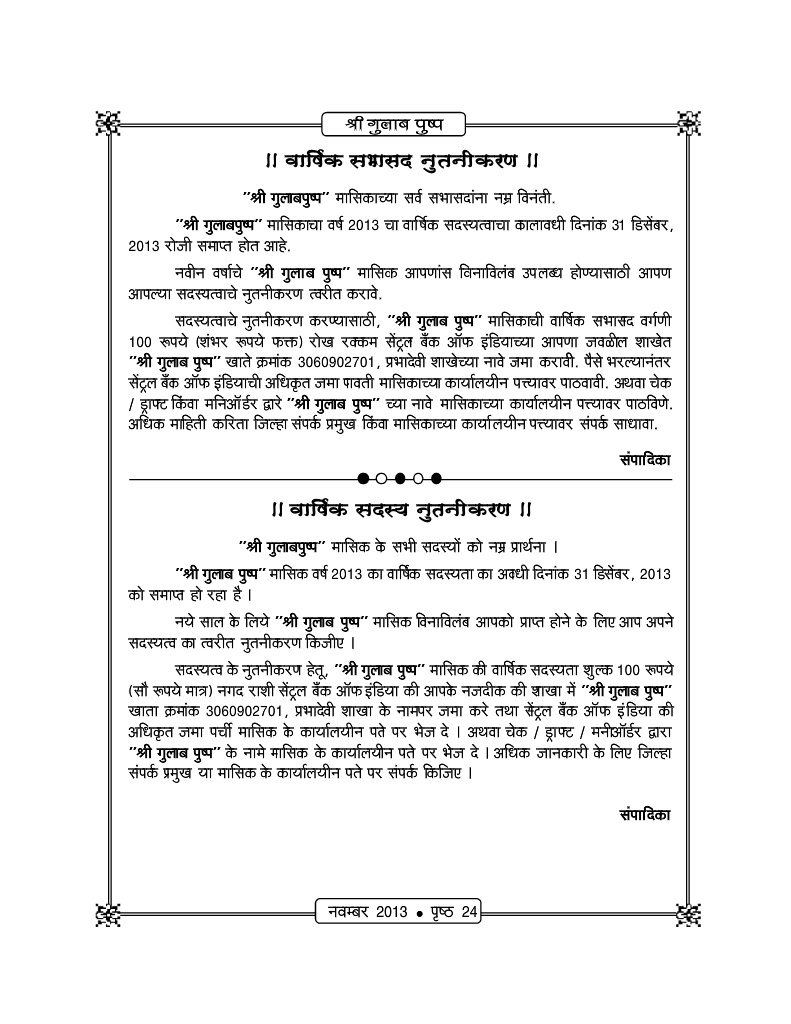 श्री गुलाब पुष्प
।। वार्षिक सभासद नुतनीकरण ।।
"श्री गुलाबपुष्प" मासिकाच्या सर्व सभासदांना नम्र विनंती.
"श्री गुलाबपुष्प" मासिकाचा वर्ष 2013 चा वार्षिक सदस्यत्वाचा कालावधी दिनांक 31 डिसेंबर,
2013 रोजी समाप्त होत आहे.
नवीन वर्षाचे "श्री गुलाब पुष्प" मासिक आपणांस विनाविलंब उपलब्ध होण्यासाठी आपण
आपल्या सदस्यत्वाचे नुतनीकरण त्वरीत करावे.
सदस्यत्वाचे नुतनीकरण करण्यासाठी, "श्री गुलाब पुष्प" मासिकाची वार्षिक सभासद वर्गणी
100 रूपये (शंभर रूपये फक्त) रोख रक्कम सेंट्रल बँक ऑफ इंडियाच्या आपणा जवळील शाखेत
"श्री गुलाब पुष्प" खाते क्रमांक 3060902701, प्रभादेवी शाखेच्या नावे जमा करावी. पैसे भरल्यानंतर
सेंट्रल बँक ऑफ इंडियाची अधिकृत जमा पावती मासिकाच्या कार्यालयीन पत्त्यावर पाठवावी. अथवा चेक
/ ड्राफ्ट किंवा मनिऑर्डर द्वारे "श्री गुलाब पुष्प" च्या नावे मासिकाच्या कार्यालयीन पत्त्यावर पाठविणे.
अधिक माहिती करिता जिल्हा संपर्क प्रमुख किंवा मासिकाच्या कार्यालयीन पत्त्यावर संपर्क साधावा.
संपादिका
।। वार्षिक सदस्य नुतनीकरण ।।
"श्री गुलाबपुष्प" मासिक के सभी सदस्यों को नम्र प्रार्थना ।
"श्री गुलाब पुष्प" मासिक वर्ष 2013 का वार्षिक सदस्यता का अवधी दिनांक 31 डिसेंबर, 2013
को समाप्त हो रहा है ।
नये साल के लिये "श्री गुलाब पुष्प" मासिक विनाविलंब आपको प्राप्त होने के लिए आप अपने
सदस्यत्व का त्वरीत नुतनीकरण किजीए ।
सदस्यत्व के नुतनीकरण हेतू, "श्री गुलाब पुष्प" मासिक की वार्षिक सदस्यता शुल्क 100 रूपये
(सौ रूपये मात्र) नगद राशी सेंट्रल बँक ऑफ इंडिया की आपके नजदीक की शाखा में "श्री गुलाब पुष्प"
खाता क्रमांक 3060902701, प्रभादेवी शाखा के नामपर जमा करे तथा सेंट्रल बँक ऑफ इंडिया की
अधिकृत जमा पर्ची मासिक के कार्यालयीन पते पर भेज दे । अथवा चेक / ड्राफ्ट / मनीऑर्डर द्वारा
"श्री गुलाब पुष्प" के नामे मासिक के कार्यालयीन पते पर भेज दे । अधिक जानकारी के लिए जिल्हा
संपर्क प्रमुख या मासिक के कार्यालयीन पते पर संपर्क किजिए ।
संपादिका
नवम्बर 2013 ● पृष्ठ 24